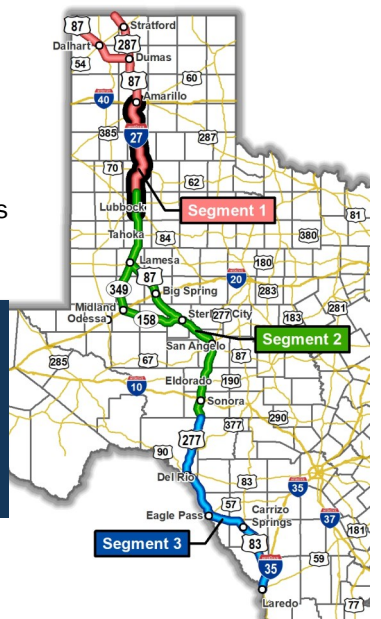 87
Stratford
287
Dalhart
54
Dumas
87
60
40
Amarillo
385
27
287
70
62
s
Lubbock
Segment 1
81
Tahoka
84
380
Lamesa
180
87
20
349
Big Spring
283
Midland
Odessa
158
Sterl
277
City
183
281
Segment 2
San Angelo
87
285
67
10
Eldorado
190
Sonora
377
290
277
90
Del Rio
83
35
57
Eagle Pass
Carrizo
Springs
37
181
Segment 3
83
59
35
Laredo
77